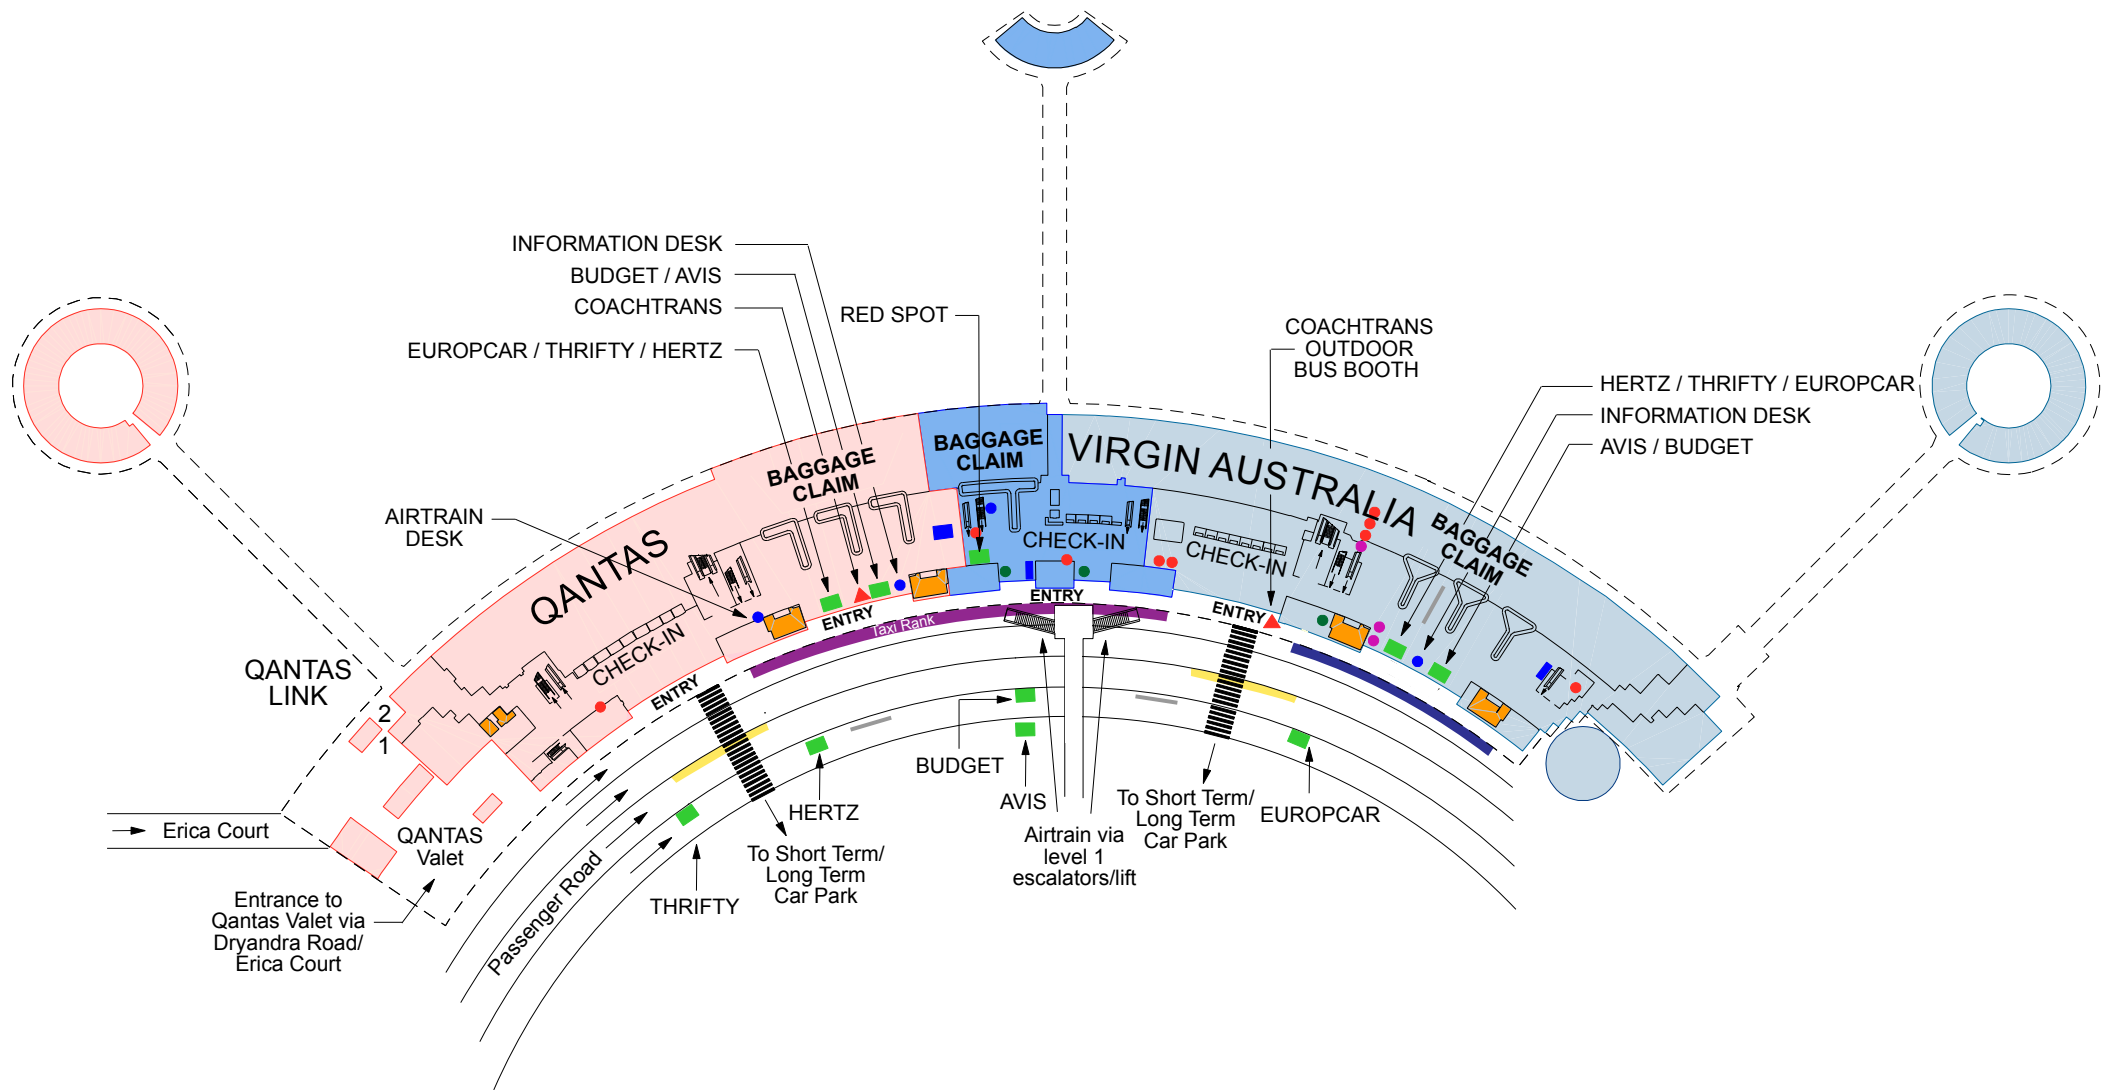 INFORMATION DESK
BUDGET / AVIS
COACHTRANS
EUROPCAR / THRIFTY / HERTZ
RED SPOT
COACHTRANS
OUTDOOR
BUS BOOTH
HERTZ / THRIFTY / EUROPCAR
INFORMATION DESK
AVIS / BUDGET
BAGGAGE
CLAIM
BAGGAGE
CLAIM
VIRGIN AUSTRALIA
BAGGAGE
CLAIM
AIRTRAIN
DESK
QANTAS
CHECK-IN
CHECK-IN
CHECK-IN
ENTRY
ENTRY
ENTRY
ENTRY
Taxi Rank
QANTAS
LINK
2
1
Erica Court
QANTAS
Valet
Entrance to
Qantas Valet via
Dryandra Road/
Erica Court
Passenger Road
THRIFTY
HERTZ
To Short Term/
Long Term
Car Park
BUDGET
AVIS
Airtrain via
level 1
escalators/lift
To Short Term/
Long Term
Car Park
EUROPCAR